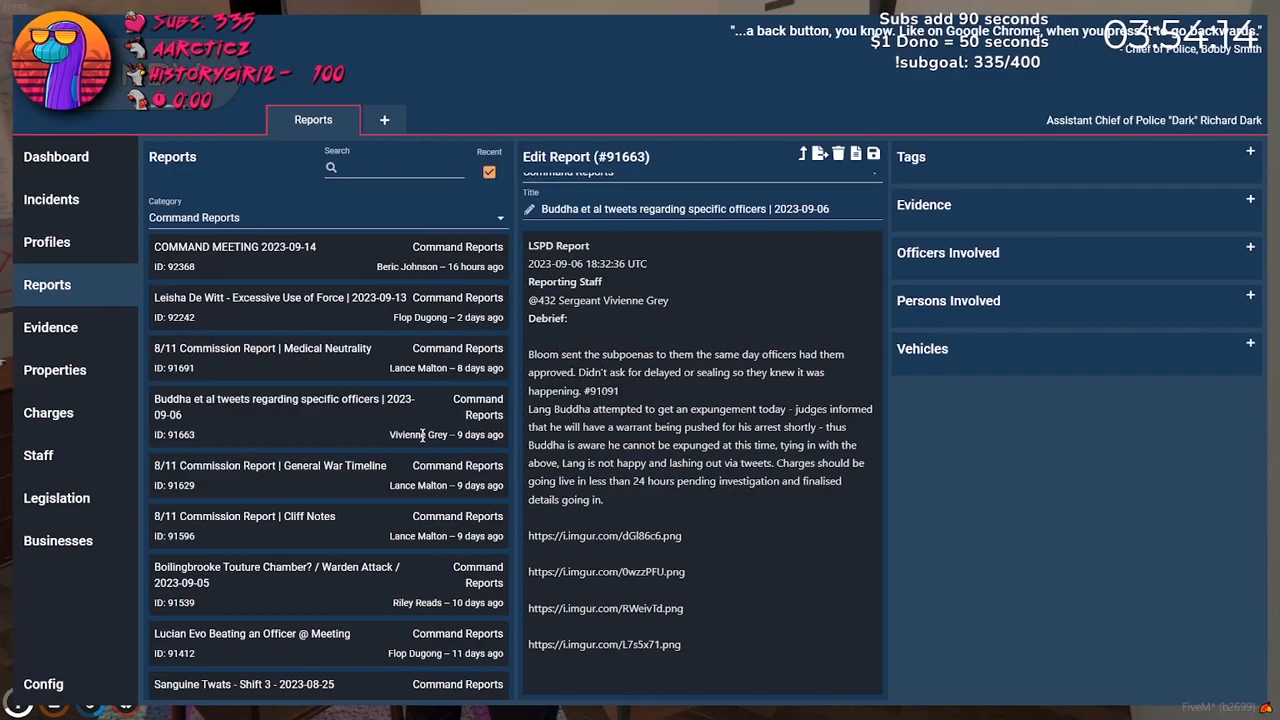 Subs: 335
AARCTICZ
HISTORYGIRL2 - 100
0:00
Subs add 90 seconds
$1 Dono = 50 seconds
!subgoal: 335/400
03:54:14
"...a back button, you know. Like on Google Chrome, when you press it to go backwards."
- Chief of Police, Bobby Smith
Reports
+
Assistant Chief of Police "Dark" Richard Dark
Dashboard
Incidents
Profiles
Reports
Evidence
Properties
Charges
Staff
Legislation
Businesses
Config
Reports
Search
Recent
Category
Command Reports
COMMAND MEETING 2023-09-14 Command Reports
ID: 92368 Beric Johnson – 16 hours ago
Leisha De Witt - Excessive Use of Force | 2023-09-13 Command Reports
ID: 92242 Flop Dugong – 2 days ago
8/11 Commission Report | Medical Neutrality Command Reports
ID: 91691 Lance Malton – 8 days ago
Buddha et al tweets regarding specific officers | 2023- Command
09-06 Reports
ID: 91663 Vivienne Grey – 9 days ago
8/11 Commission Report | General War Timeline Command Reports
ID: 91629 Lance Malton – 9 days ago
8/11 Commission Report | Cliff Notes Command Reports
ID: 91596 Lance Malton – 9 days ago
Boilingbrooke Touture Chamber? / Warden Attack / Command
2023-09-05 Reports
ID: 91539 Riley Reads – 10 days ago
Lucian Evo Beating an Officer @ Meeting Command Reports
ID: 91412 Flop Dugong – 11 days ago
Sanguine Twats - Shift 3 - 2023-08-25 Command Reports
Edit Report (#91663)
Command Reports
Title
Buddha et al tweets regarding specific officers | 2023-09-06
LSPD Report
2023-09-06 18:32:36 UTC
Reporting Staff
@432 Sergeant Vivienne Grey
Debrief:
Bloom sent the subpoenas to them the same day officers had them
approved. Didn't ask for delayed or sealing so they knew it was
happening. #91091
Lang Buddha attempted to get an expungement today - judges informed
that he will have a warrant being pushed for his arrest shortly - thus
Buddha is aware he cannot be expunged at this time, tying in with the
above, Lang is not happy and lashing out via tweets. Charges should be
going live in less than 24 hours pending investigation and finalised
details going in.
https://i.imgur.com/dGl86c6.png
https://i.imgur.com/0wzzPFU.png
https://i.imgur.com/RWeivTd.png
https://i.imgur.com/L7s5x71.png
Tags +
Evidence +
Officers Involved +
Persons Involved +
Vehicles +
FiveM* (b2699)